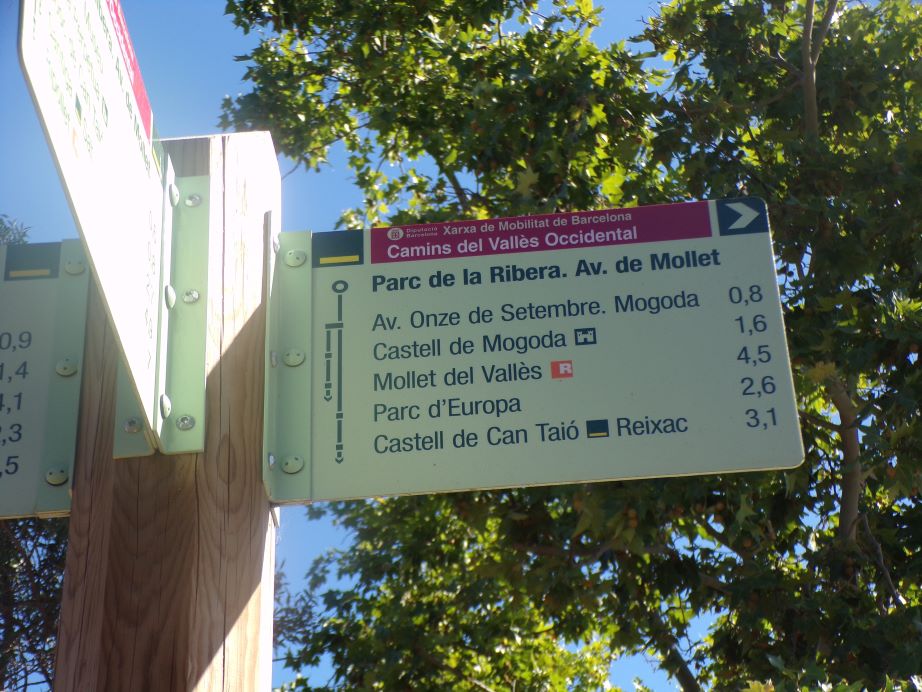 Diputació
Barcelona
Xarxa de Mobilitat de Barcelona
Camins del Vallès Occidental
Parc de la Ribera. Av. de Mollet
Av. Onze de Setembre. Mogoda 0,8
Castell de Mogoda 1,6
Mollet del Vallès R 4,5
Parc d'Europa 2,6
Castell de Can Taió Reixac 3,1
0,9
1,4
4,1
2,3
,5